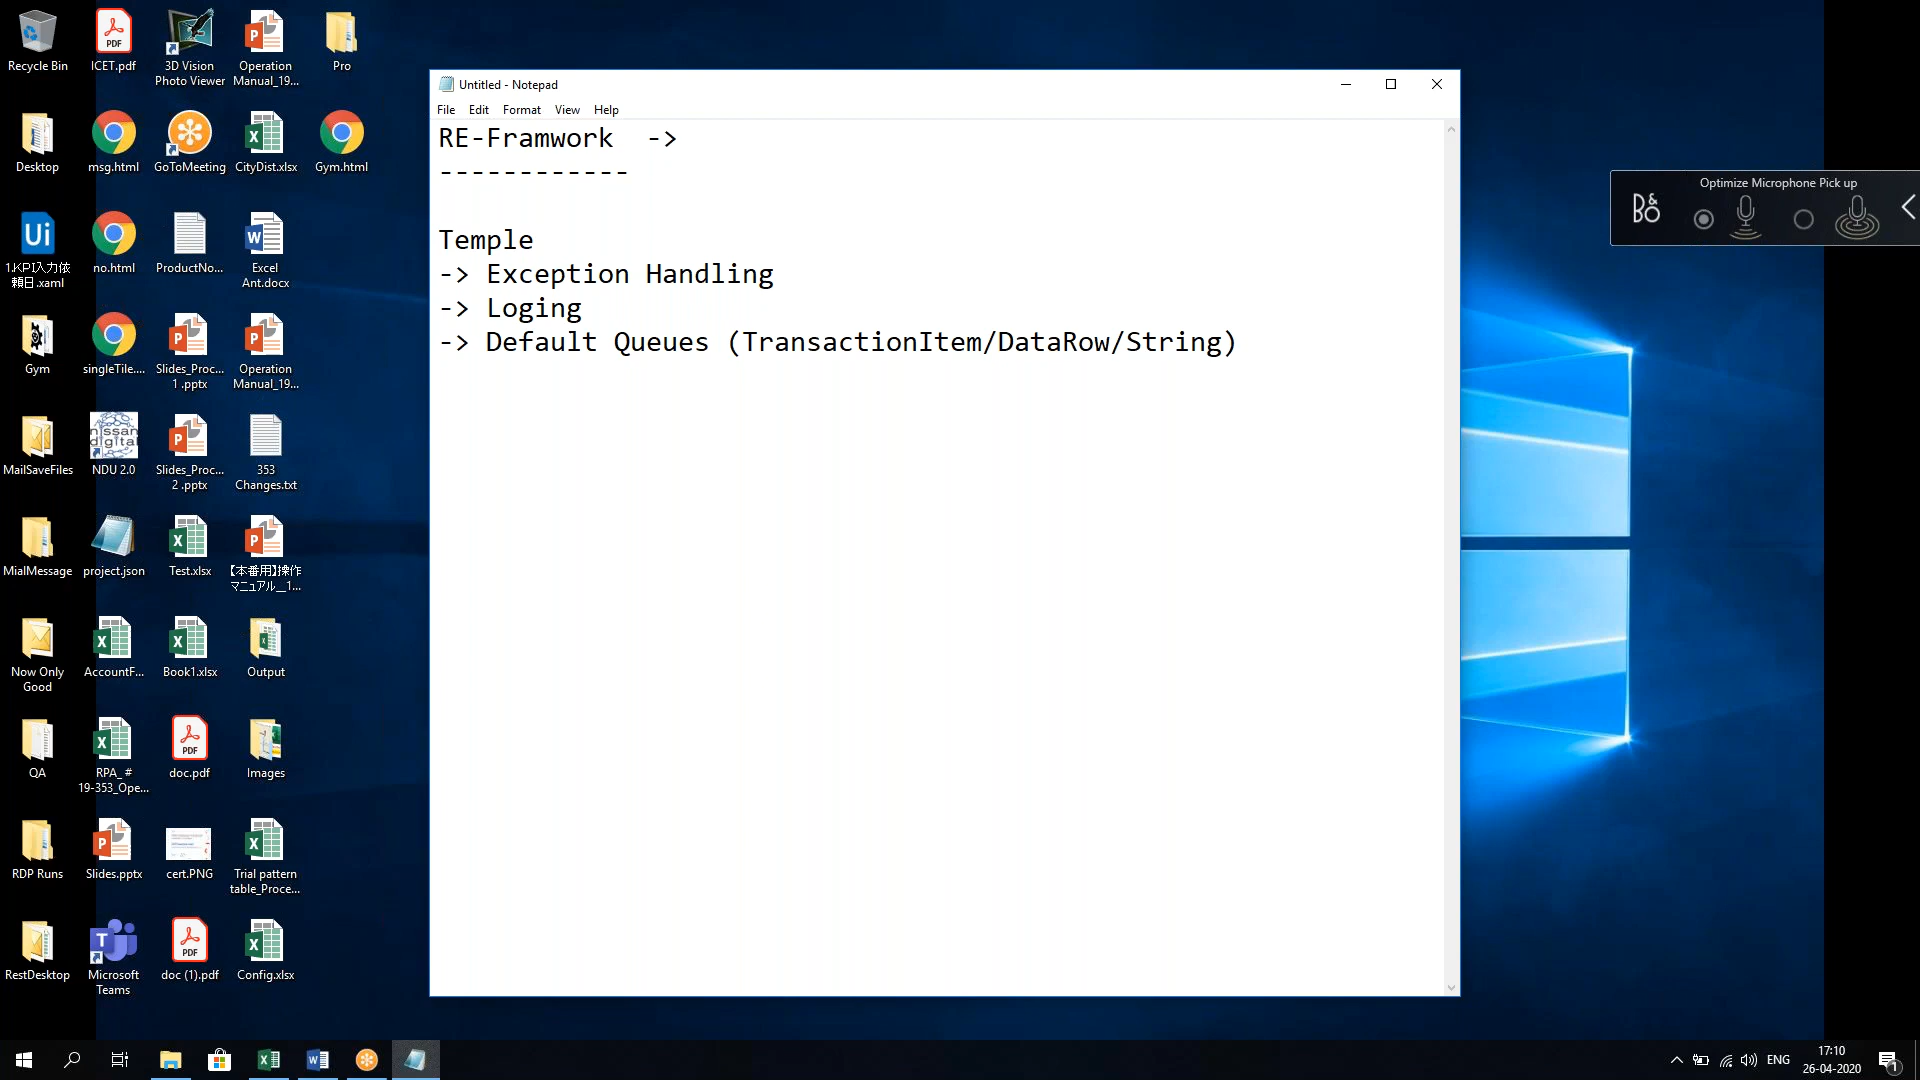 Recycle Bin
ICET.pdf
3D Vision
Photo Viewer
Operation
Manual_19...
Pro
Desktop
msg.html
GoToMeeting
CityDist.xlsx
Gym.html
1.KPI入力依
頼日.xaml
no.html
ProductNo...
Excel
Ant.docx
Gym
singleTile....
Slides_Proc...
1 .pptx
Operation
Manual_19...
MailSaveFiles
nissan
digital
NDU 2.0
Slides_Proc...
2 .pptx
353
Changes.txt
MialMessage
project.json
Test.xlsx
【本番用】操作
マニュアル__1...
Now Only
Good
AccountF...
Book1.xlsx
Output
QA
RPA_ #
19-353_Ope...
doc.pdf
Images
RDP Runs
Slides.pptx
cert.PNG
Trial pattern
table_Proce...
RestDesktop
Microsoft
Teams
doc (1).pdf
Config.xlsx
Untitled - Notepad
File Edit Format View Help
RE-Framwork  ->
------------
Temple
-> Exception Handling
-> Loging
-> Default Queues (TransactionItem/DataRow/String)
Optimize Microphone Pick up
B&O
ENG
17:10
26-04-2020
1